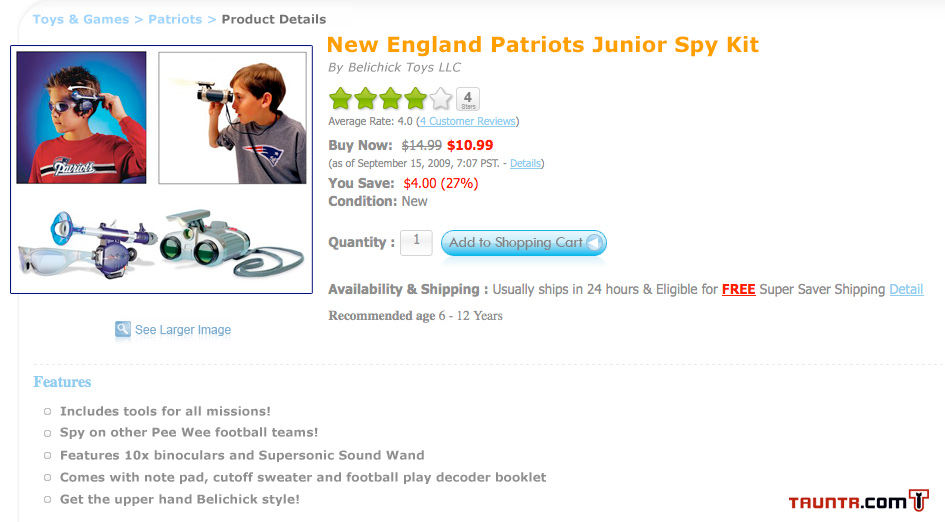 Toys & Games > Patriots > Product Details
New England Patriots Junior Spy Kit
By Belichick Toys LLC
4
Stars
Average Rate: 4.0 (4 Customer Reviews)
Buy Now: $14.99 $10.99
(as of September 15, 2009, 7:07 PST. - Details)
You Save: $4.00 (27%)
Condition: New
Quantity : 1 Add to Shopping Cart
Availability & Shipping : Usually ships in 24 hours & Eligible for FREE Super Saver Shipping Detail
Recommended age 6 - 12 Years
Patriots
See Larger Image
Features
Includes tools for all missions!
Spy on other Pee Wee football teams!
Features 10x binoculars and Supersonic Sound Wand
Comes with note pad, cutoff sweater and football play decoder booklet
Get the upper hand Belichick style!
TAUNTR.COM